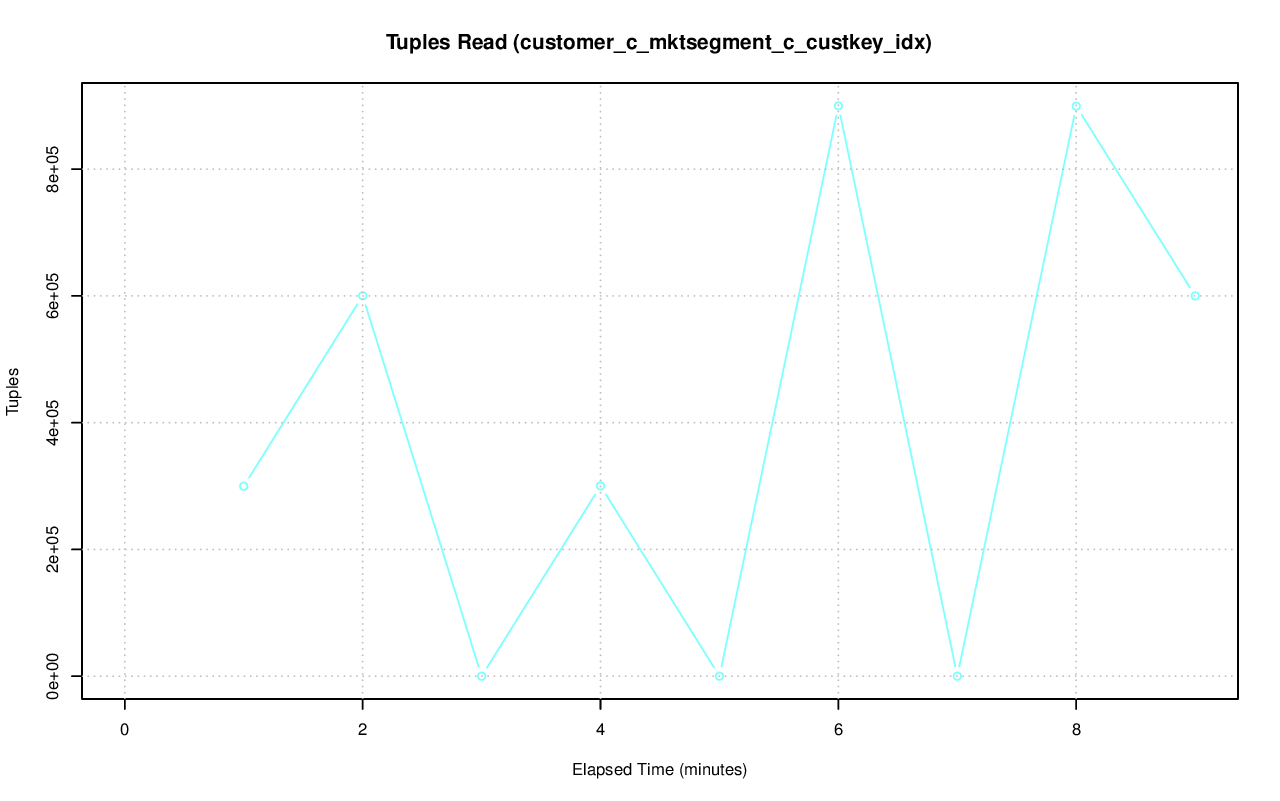 Tuples Read (customer_c_mktsegment_c_custkey_idx)
8e+05
6e+05
4e+05
2e+05
0e+00
Tuples
0 2 4 6 8
Elapsed Time (minutes)